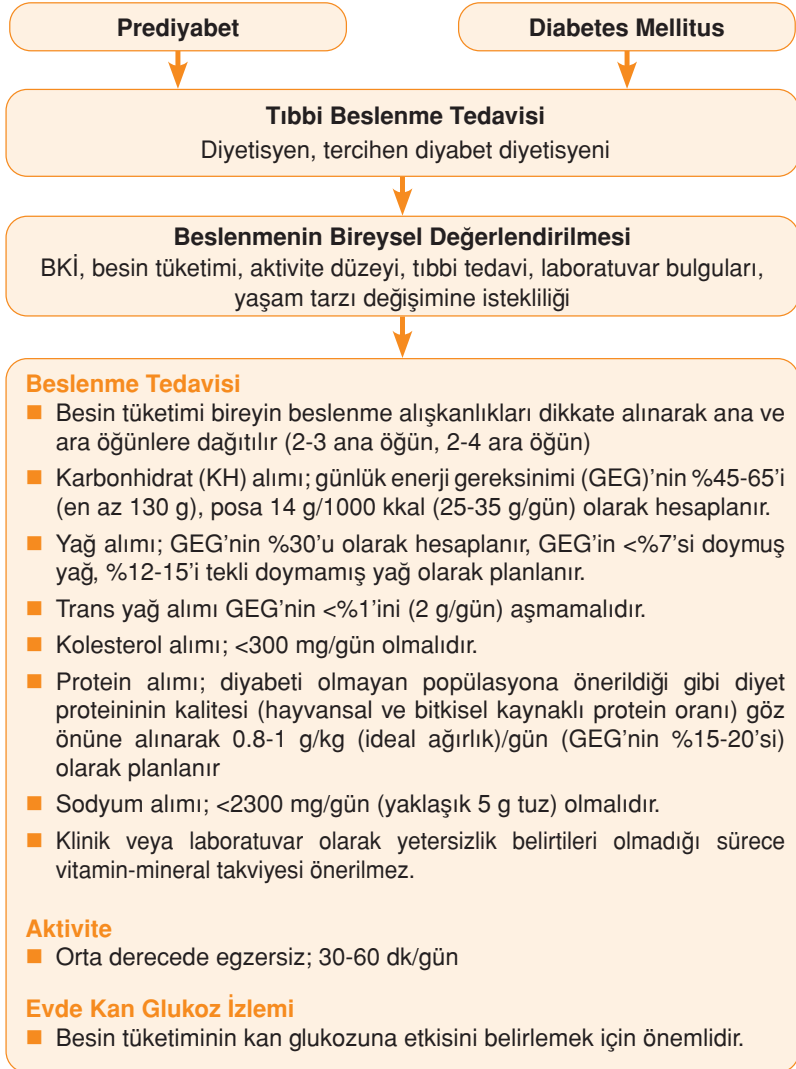 Prediyabet
Diabetes Mellitus
Tıbbi Beslenme Tedavisi
Diyetisyen, tercihen diyabet diyetisyeni
Beslenmenin Bireysel Değerlendirilmesi
BKİ, besin tüketimi, aktivite düzeyi, tıbbi tedavi, laboratuvar bulguları,
yaşam tarzı değişimine istekliliği
Beslenme Tedavisi
■ Besin tüketimi bireyin beslenme alışkanlıkları dikkate alınarak ana ve
ara öğünlere dağıtılır (2-3 ana öğün, 2-4 ara öğün)
■ Karbonhidrat (KH) alımı; günlük enerji gereksinimi (GEG)’nin %45-65’i
(en az 130 g), posa 14 g/1000 kkal (25-35 g/gün) olarak hesaplanır.
■ Yağ alımı; GEG’nin %30’u olarak hesaplanır, GEG’in <%7’si doymuş
yağ, %12-15’i tekli doymamış yağ olarak planlanır.
■ Trans yağ alımı GEG’nin <%1’ini (2 g/gün) aşmamalıdır.
■ Kolesterol alımı; <300 mg/gün olmalıdır.
■ Protein alımı; diyabeti olmayan popülasyona önerildiği gibi diyet
proteininin kalitesi (hayvansal ve bitkisel kaynaklı protein oranı) göz
önüne alınarak 0.8-1 g/kg (ideal ağırlık)/gün (GEG’nin %15-20’si)
olarak planlanır
■ Sodyum alımı; <2300 mg/gün (yaklaşık 5 g tuz) olmalıdır.
■ Klinik veya laboratuvar olarak yetersizlik belirtileri olmadığı sürece
vitamin-mineral takviyesi önerilmez.
Aktivite
■ Orta derecede egzersiz; 30-60 dk/gün
Evde Kan Glukoz İzlemi
■ Besin tüketiminin kan glukozuna etkisini belirlemek için önemlidir.